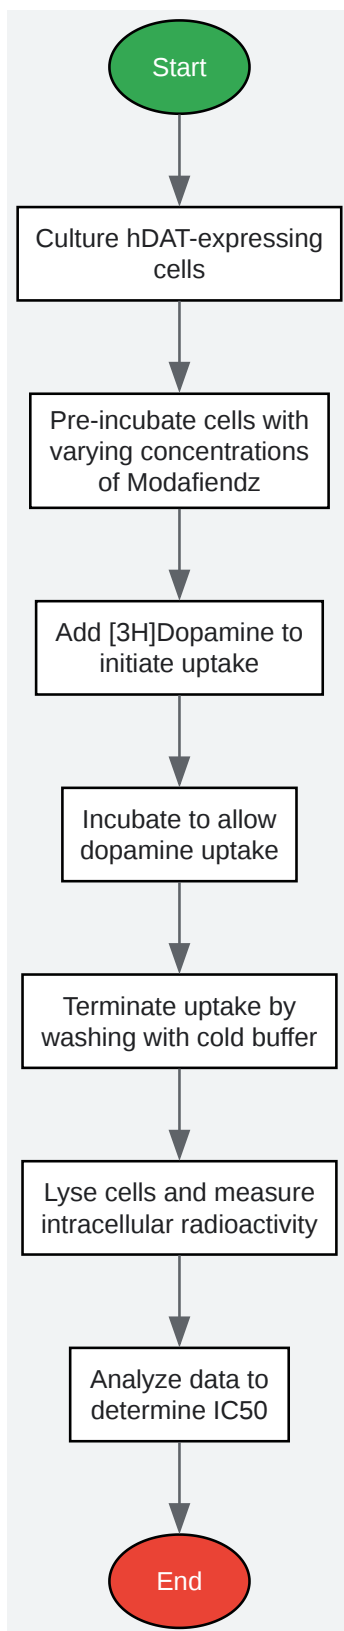 Start
Culture hDAT-expressing
cells
Pre-incubate cells with
varying concentrations
of Modafiendz
Add [3H]Dopamine to
initiate uptake
Incubate to allow
dopamine uptake
Terminate uptake by
washing with cold buffer
Lyse cells and measure
intracellular radioactivity
Analyze data to
determine IC50
End